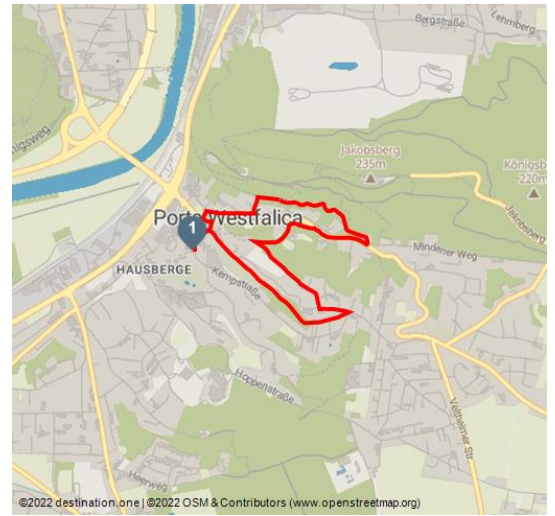 Bergstraße
Lehmberg
Jakobsberg
235m
220m
Jakobsberg
Porta Westfalica
1
Mindener Weg
HAUSBERGE
Kempstraße
Hoppenstraße
Veltheimer Str
Heerweg
©2022 destination.one | ©2022 OSM & Contributors (www.openstreetmap.org)